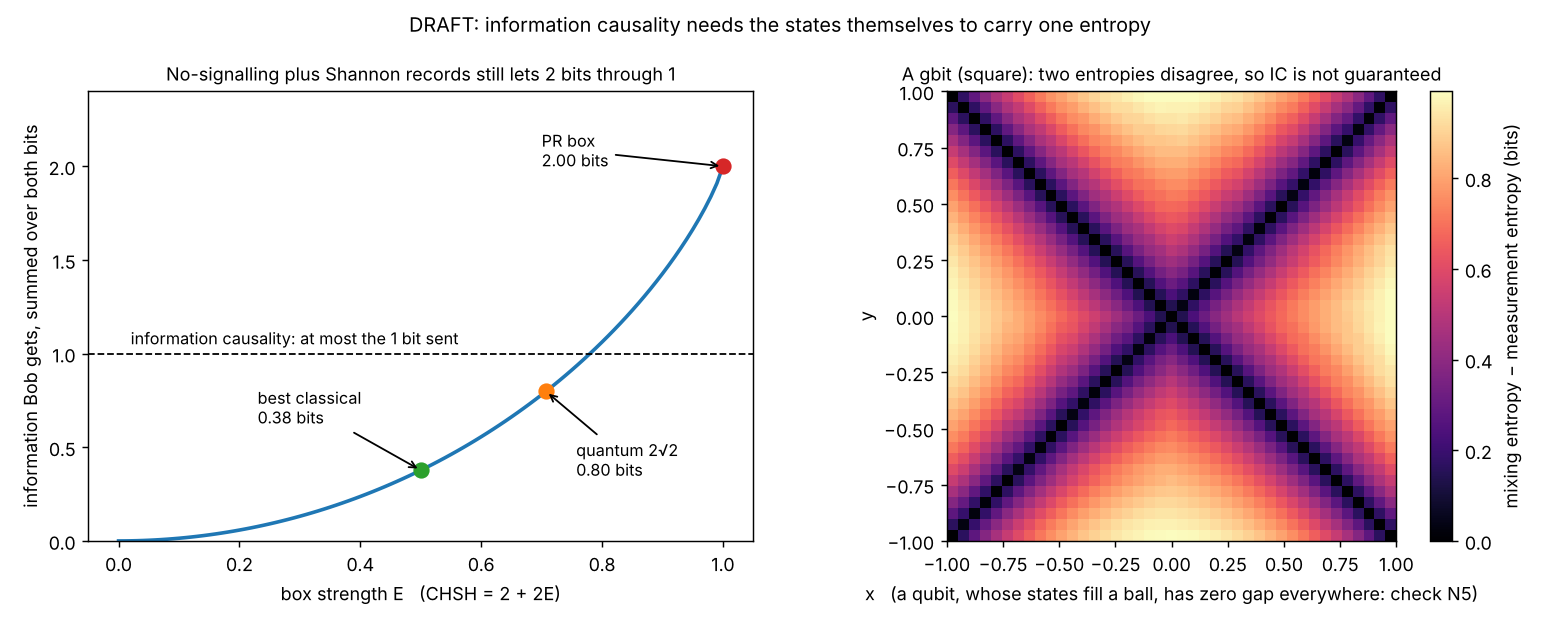 DRAFT: information causality needs the states themselves to carry one entropy
No-signalling plus Shannon records still lets 2 bits through 1
information Bob gets, summed over both bits
2.0
1.5
1.0
0.5
0.0
PR box
2.00 bits
information causality: at most the 1 bit sent
best classical
0.38 bits
quantum 2√2
0.80 bits
0.0 0.2 0.4 0.6 0.8 1.0
box strength E (CHSH = 2 + 2E)
A gbit (square): two entropies disagree, so IC is not guaranteed
y
1.00
0.75
0.50
0.25
0.00
−0.25
−0.50
−0.75
−1.00
−1.00 −0.75 −0.50 −0.25 0.00 0.25 0.50 0.75 1.00
x (a qubit, whose states fill a ball, has zero gap everywhere: check N5)
0.8
0.6
0.4
0.2
0.0
mixing entropy − measurement entropy (bits)